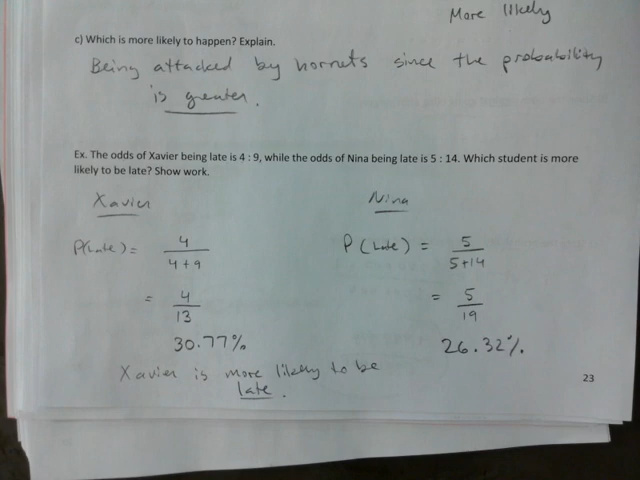 More likely
c) Which is more likely to happen? Explain.
Being attacked by hornets since the probability
is greater.
Ex. The odds of Xavier being late is 4 : 9, while the odds of Nina being late is 5 : 14. Which student is more
likely to be late? Show work.
Xavier
Nina
P(Late) = 4 / 4+9
= 4 / 13
30.77%
P(Late) = 5 / 5+14
= 5 / 19
26.32%
Xavier is more likely to be
late.
23